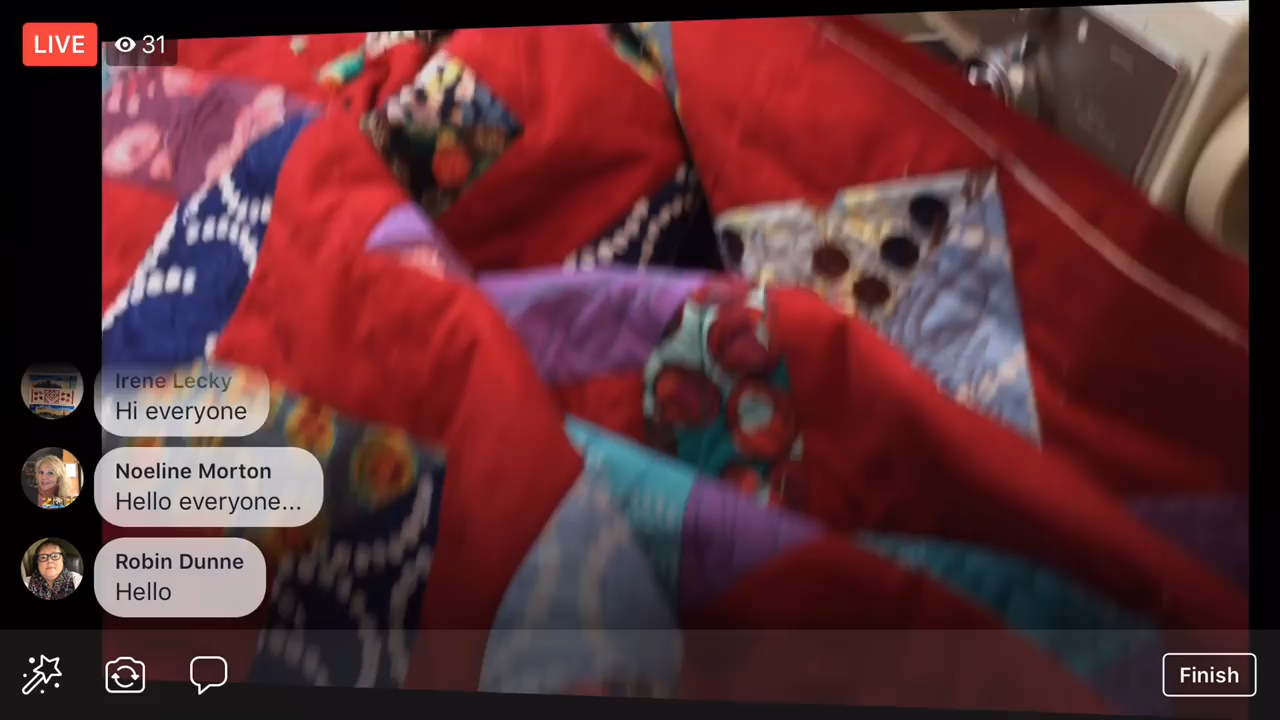 LIVE 31
Irene Lecky
Hi everyone
Noeline Morton
Hello everyone...
Robin Dunne
Hello
Finish